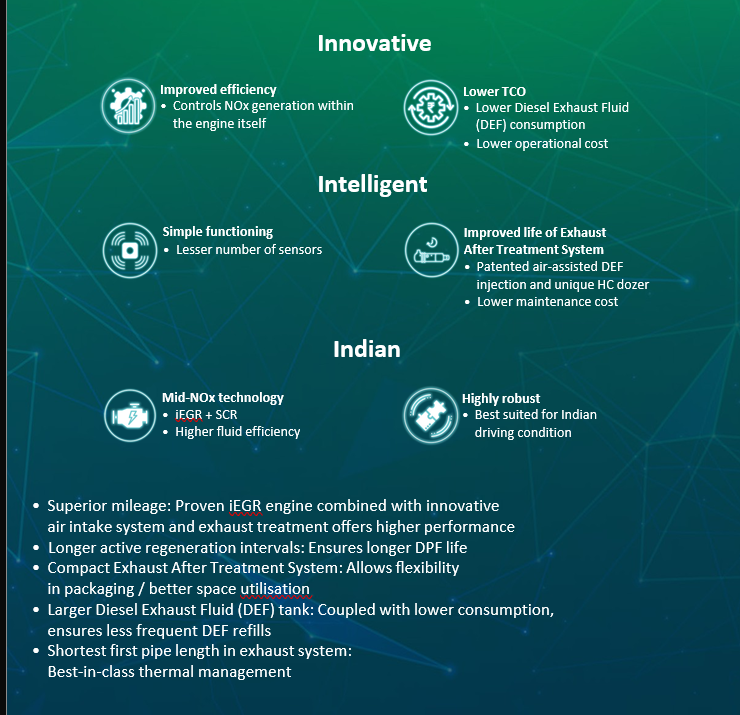 Innovative
Improved efficiency
• Controls NOx generation within
the engine itself
Lower TCO
• Lower Diesel Exhaust Fluid
(DEF) consumption
• Lower operational cost
Intelligent
Simple functioning
• Lesser number of sensors
Improved life of Exhaust
After Treatment System
• Patented air-assisted DEF
injection and unique HC dozer
• Lower maintenance cost
Indian
Mid-NOx technology
• iEGR + SCR
• Higher fluid efficiency
Highly robust
• Best suited for Indian
driving condition
• Superior mileage: Proven iEGR engine combined with innovative
air intake system and exhaust treatment offers higher performance
• Longer active regeneration intervals: Ensures longer DPF life
• Compact Exhaust After Treatment System: Allows flexibility
in packaging / better space utilisation
• Larger Diesel Exhaust Fluid (DEF) tank: Coupled with lower consumption,
ensures less frequent DEF refills
• Shortest first pipe length in exhaust system:
Best-in-class thermal management